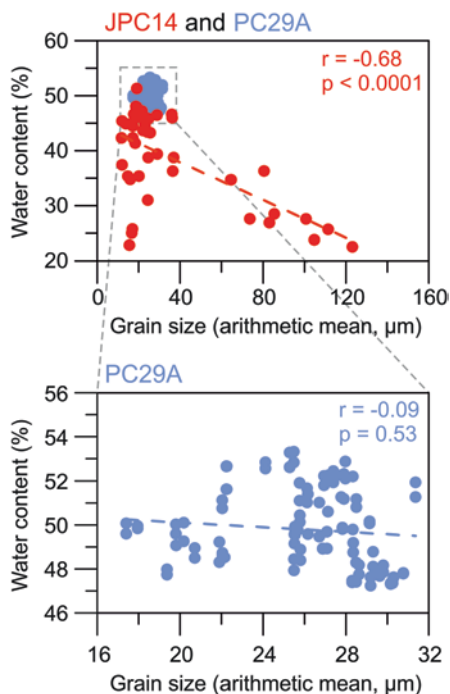 JPC14 and PC29A
r = -0.68
p < 0.0001
Water content (%)
60
50
40
30
20
0
40
80
120
160
Grain size (arithmetic mean, µm)
PC29A
r = -0.09
p = 0.53
Water content (%)
56
54
52
50
48
46
16
20
24
28
32
Grain size (arithmetic mean, µm)